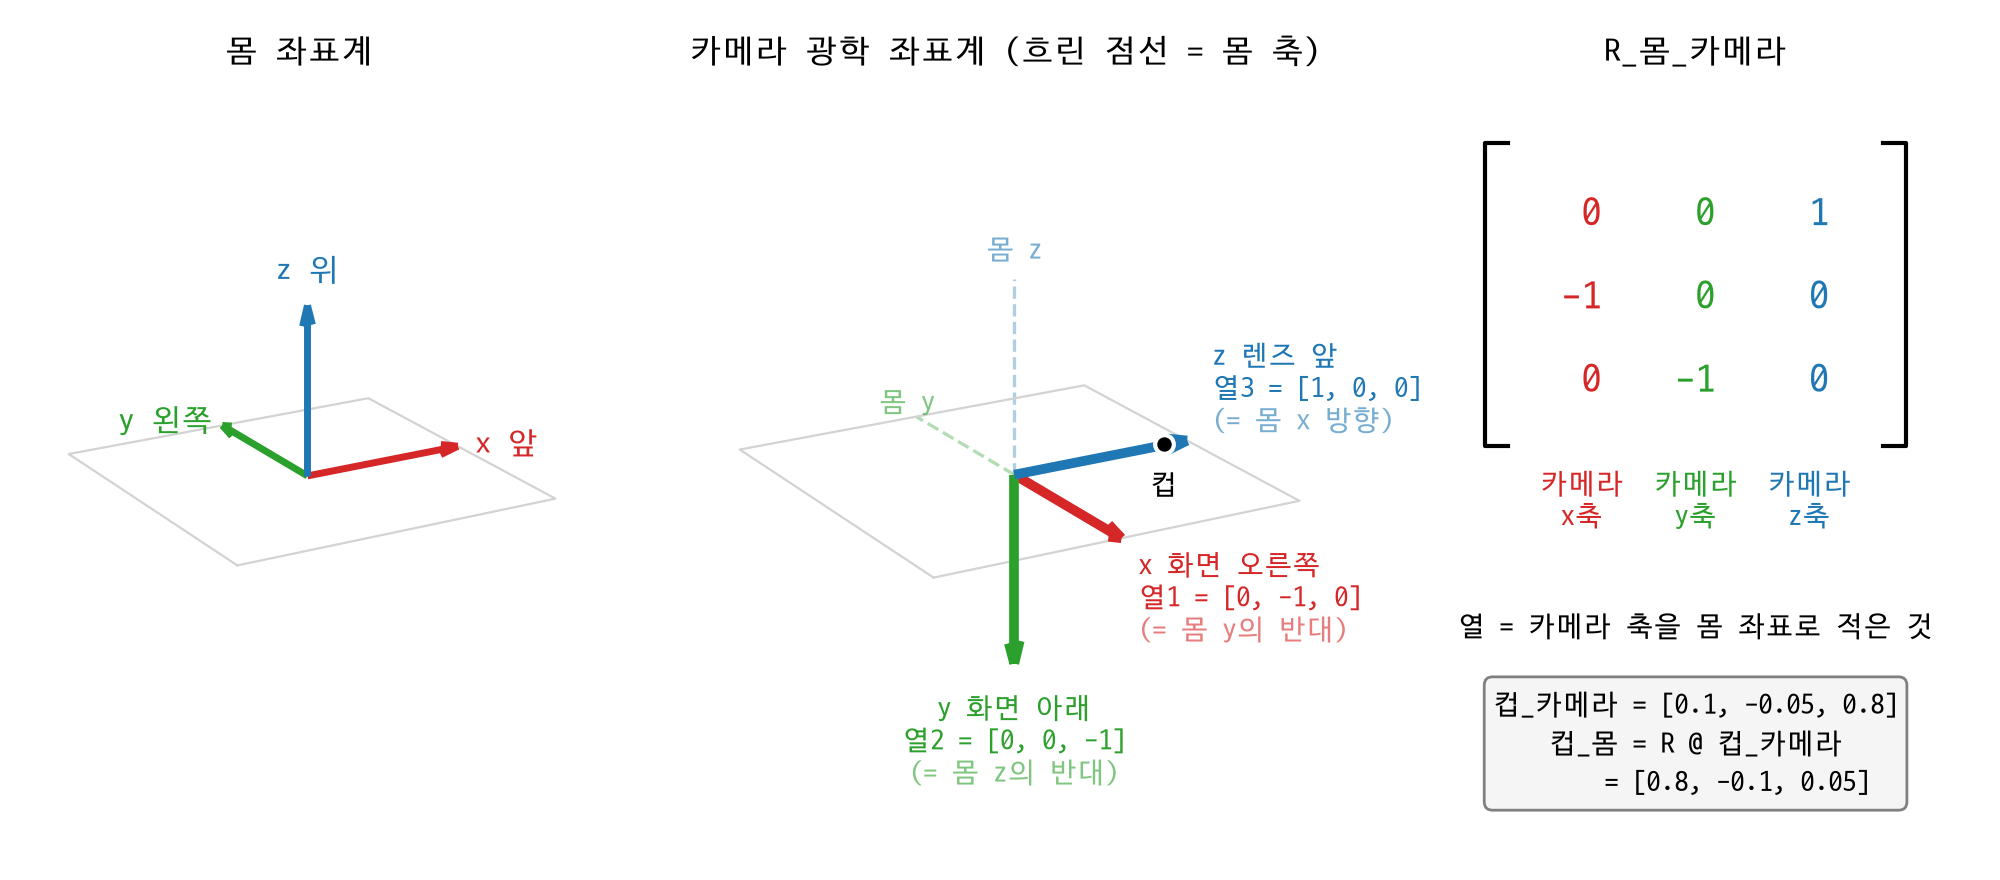 몸 좌표계
z 위
y 왼쪽
x 앞
카메라 광학 좌표계 (흐린 점선 = 몸 축)
몸 z
몸 y
z 렌즈 앞
열3 = [1, 0, 0]
(= 몸 x 방향)
컵
x 화면 오른쪽
열1 = [0, -1, 0]
(= 몸 y의 반대)
y 화면 아래
열2 = [0, 0, -1]
(= 몸 z의 반대)
R_몸_카메라
0 0 1
-1 0 0
0 -1 0
카메라 카메라 카메라
x축 y축 z축
열 = 카메라 축을 몸 좌표로 적은 것
컵_카메라 = [0.1, -0.05, 0.8]
컵_몸 = R @ 컵_카메라
= [0.8, -0.1, 0.05]